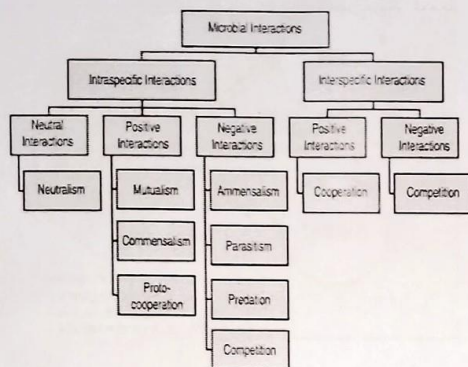 Microbial Interactions
Intraspecific Interactions
Interspecific Interactions
Neutral
Interactions
Positive
Interactions
Negative
Interactions
Positive
Interactions
Negative
Interactions
Neutralism
Mutualism
Ammensalism
Cooperation
Competition
Commensalism
Parasitism
Proto-
cooperation
Predation
Competition